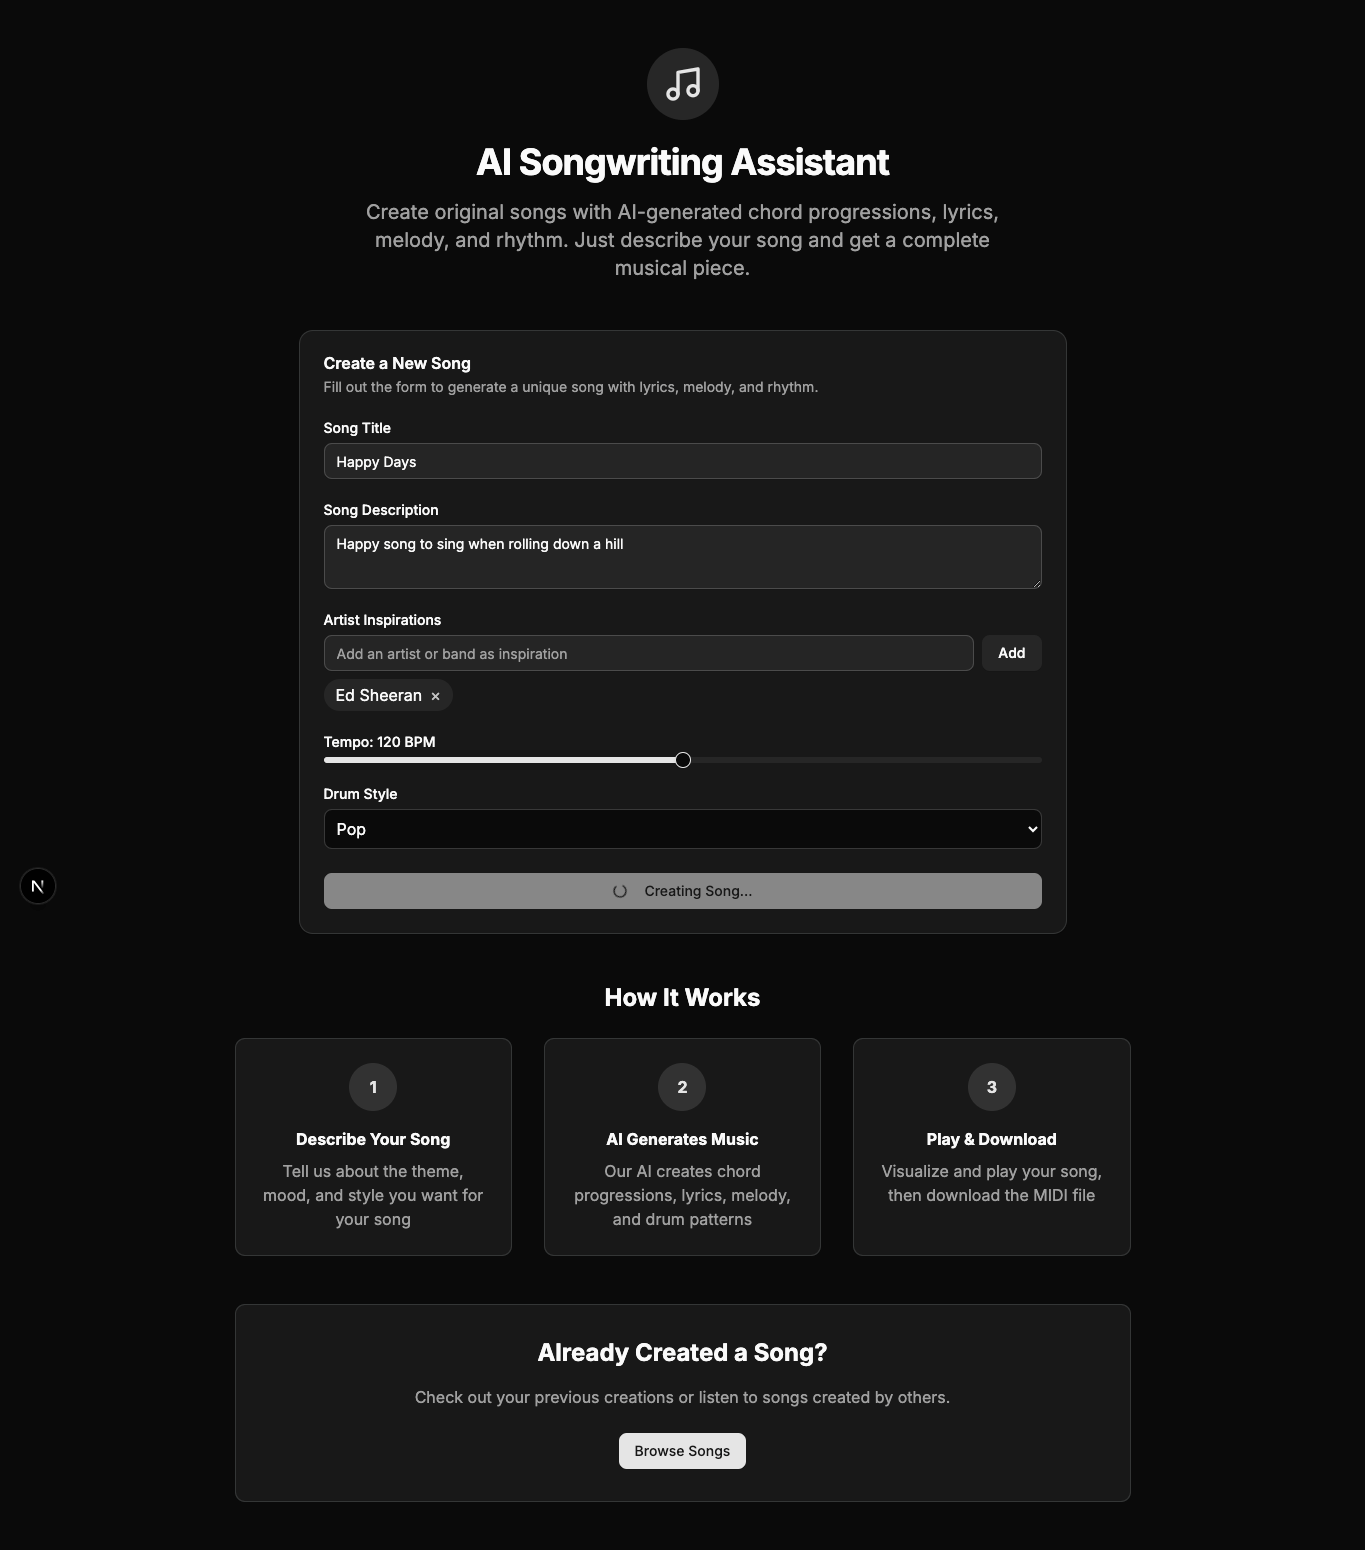 AI Songwriting Assistant
Create original songs with AI-generated chord progressions, lyrics,
melody, and rhythm. Just describe your song and get a complete
musical piece.
Create a New Song
Fill out the form to generate a unique song with lyrics, melody, and rhythm.
Song Title
Happy Days
Song Description
Happy song to sing when rolling down a hill
Artist Inspirations
Add an artist or band as inspiration
Add
Ed Sheeran ×
Tempo: 120 BPM
Drum Style
Pop
N
Creating Song...
How It Works
1
Describe Your Song
Tell us about the theme,
mood, and style you want for
your song
2
AI Generates Music
Our AI creates chord
progressions, lyrics, melody,
and drum patterns
3
Play & Download
Visualize and play your song,
then download the MIDI file
Already Created a Song?
Check out your previous creations or listen to songs created by others.
Browse Songs